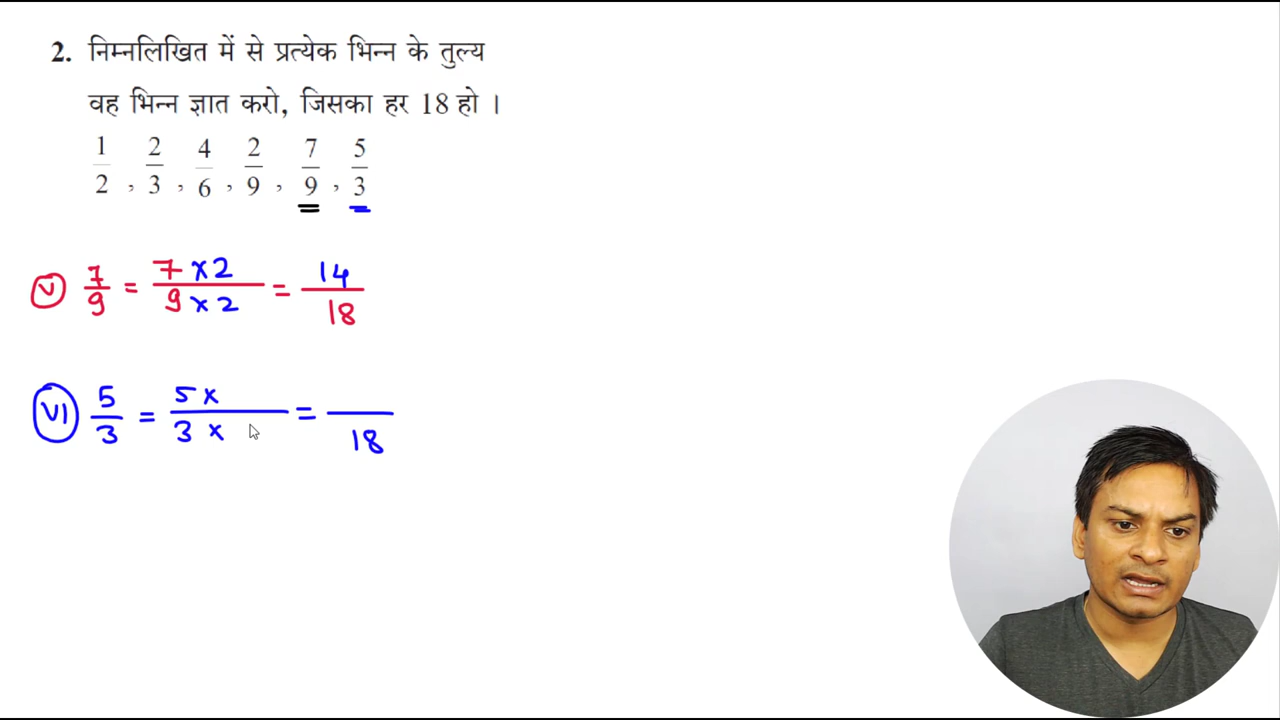 2. निम्नलिखित में से प्रत्येक भिन्न के तुल्य
वह भिन्न ज्ञात करो, जिसका हर 18 हो ।
1/2 , 2/3 , 4/6 , 2/9 , 7/9 , 5/3
(V) 7/9 = 7 x 2 / 9 x 2 = 14/18
(VI) 5/3 = 5 x / 3 x = /18